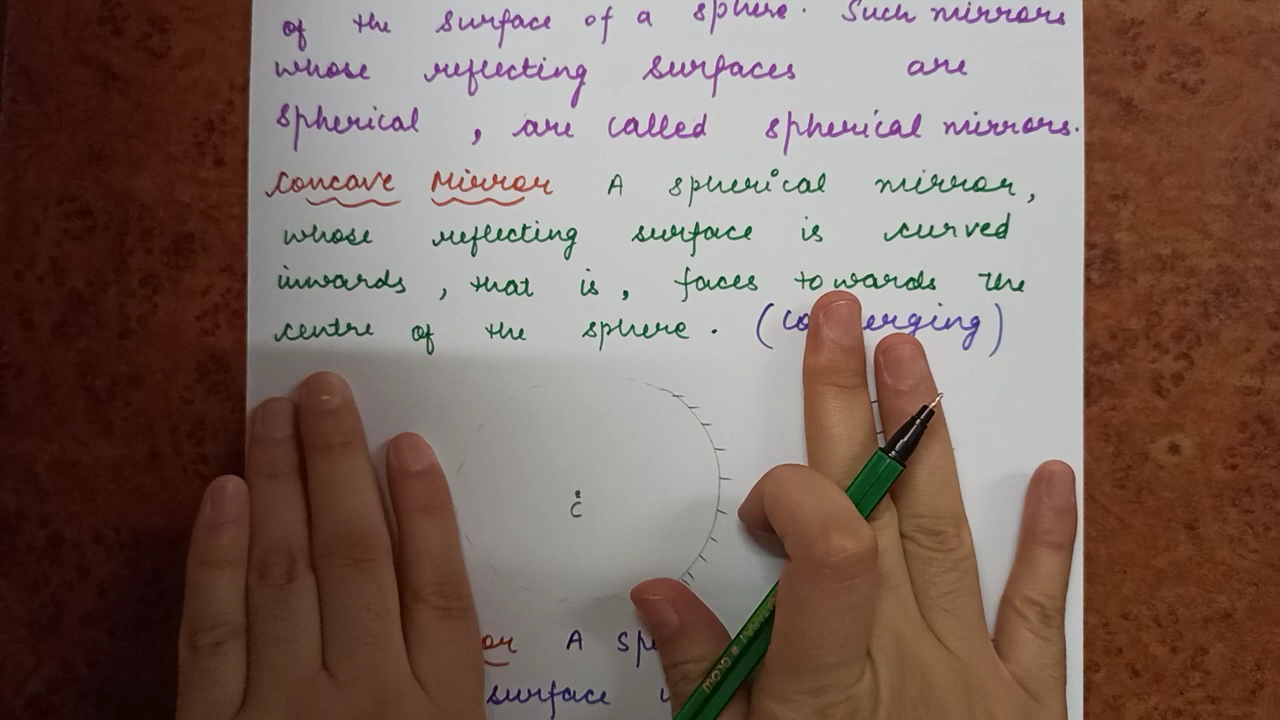 of the surface of a sphere. Such mirrors
whose reflecting surfaces are
spherical , are called spherical mirrors.
Concave Mirror A spherical mirror,
whose reflecting surface is curved
inwards, that is, faces towards the
centre of the sphere. (converging)
C
A
surface